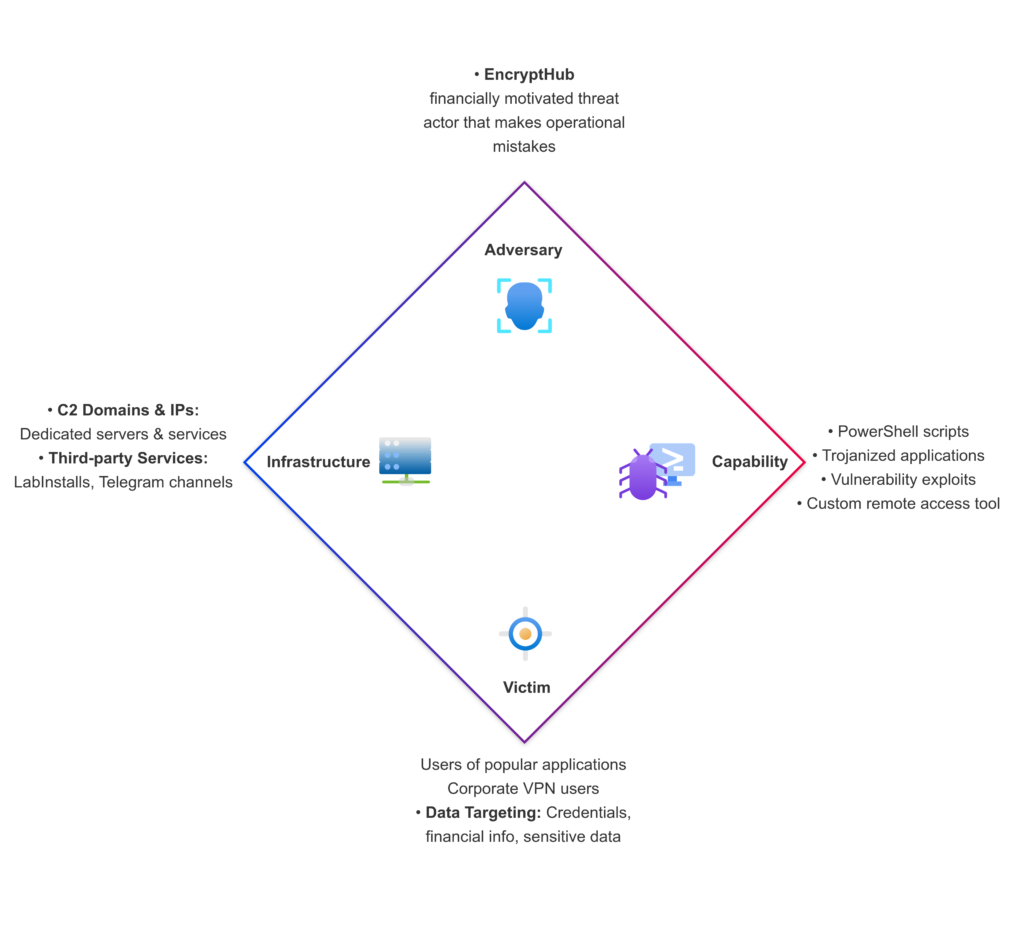 • EncryptHub
financially motivated threat
actor that makes operational
mistakes
Adversary
• C2 Domains & IPs:
Dedicated servers & services
• Third-party Services:
LabInstalls, Telegram channels
Infrastructure
Capability
• PowerShell scripts
• Trojanized applications
• Vulnerability exploits
• Custom remote access tool
Victim
Users of popular applications
Corporate VPN users
• Data Targeting: Credentials,
financial info, sensitive data